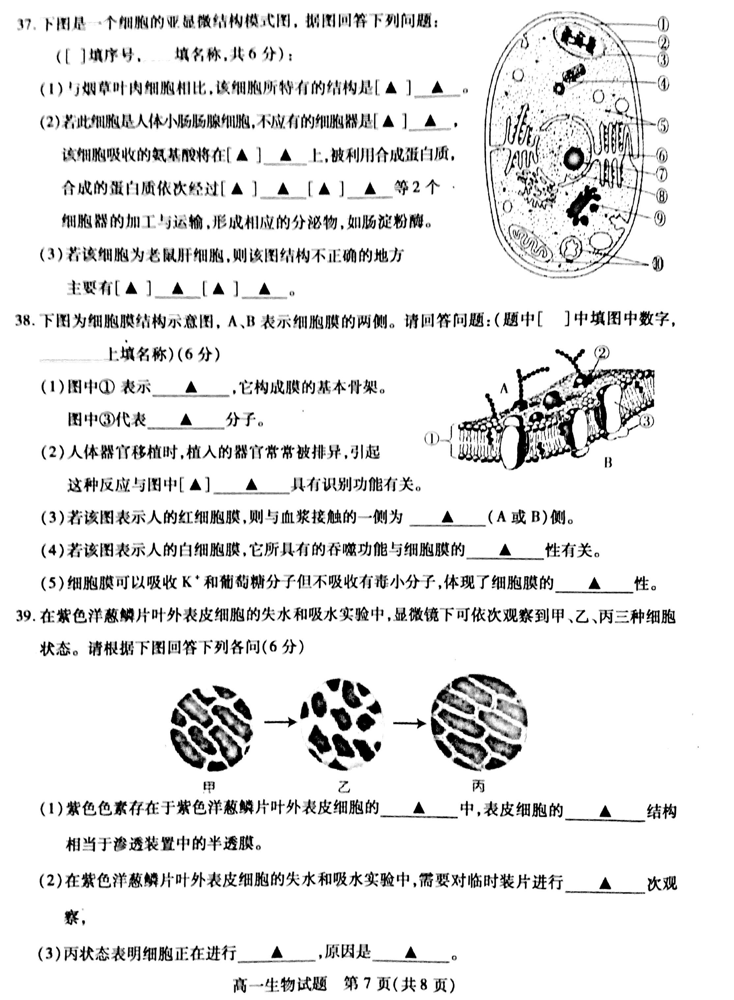 37. 下图是一个细胞的亚显微结构模式图，据图回答下列问题：
([ ]填序号，____填名称，共6分)：
(1)与烟草叶肉细胞相比，该细胞所特有的结构是[ ▲ ]__▲__。
(2)若此细胞是人体小肠肠腺细胞，不应有的细胞器是[ ▲ ]__▲__，
该细胞吸收的氨基酸将在[ ▲ ]__▲__上，被利用合成蛋白质，
合成的蛋白质依次经过[ ▲ ]__▲__[ ▲ ]__▲__等2个
细胞器的加工与运输，形成相应的分泌物，如肠淀粉酶。
(3)若该细胞为老鼠肝细胞，则该图结构不正确的地方
主要有[ ▲ ]__▲__[ ▲ ]__▲__。
①
②
③
④
⑤
⑥
⑦
⑧
⑨
⑩
38. 下图为细胞膜结构示意图，A、B表示细胞膜的两侧。请回答问题：(题中[ ]中填图中数字，
____上填名称)(6分)
(1)图中① 表示__▲__，它构成膜的基本骨架。
图中③代表__▲__分子。
(2)人体器官移植时，植入的器官常常被排异，引起
这种反应与图中[▲]__▲__具有识别功能有关。
②
A
③
①
B
(3)若该图表示人的红细胞膜，则与血浆接触的一侧为__▲__(A或B)侧。
(4)若该图表示人的白细胞膜，它所具有的吞噬功能与细胞膜的__▲__性有关。
(5)细胞膜可以吸收K⁺和葡萄糖分子但不吸收有毒小分子，体现了细胞膜的__▲__性。
39. 在紫色洋葱鳞片叶外表皮细胞的失水和吸水实验中，显微镜下可依次观察到甲、乙、丙三种细胞
状态。请根据下图回答下列各问(6分)
甲 乙 丙
(1)紫色色素存在于紫色洋葱鳞片叶外表皮细胞的__▲__中，表皮细胞的__▲__结构
相当于渗透装置中的半透膜。
(2)在紫色洋葱鳞片叶外表皮细胞的失水和吸水实验中，需要对临时装片进行__▲__次观
察，
(3)丙状态表明细胞正在进行__▲__，原因是__▲__。
高一生物试题 第7页(共8页)